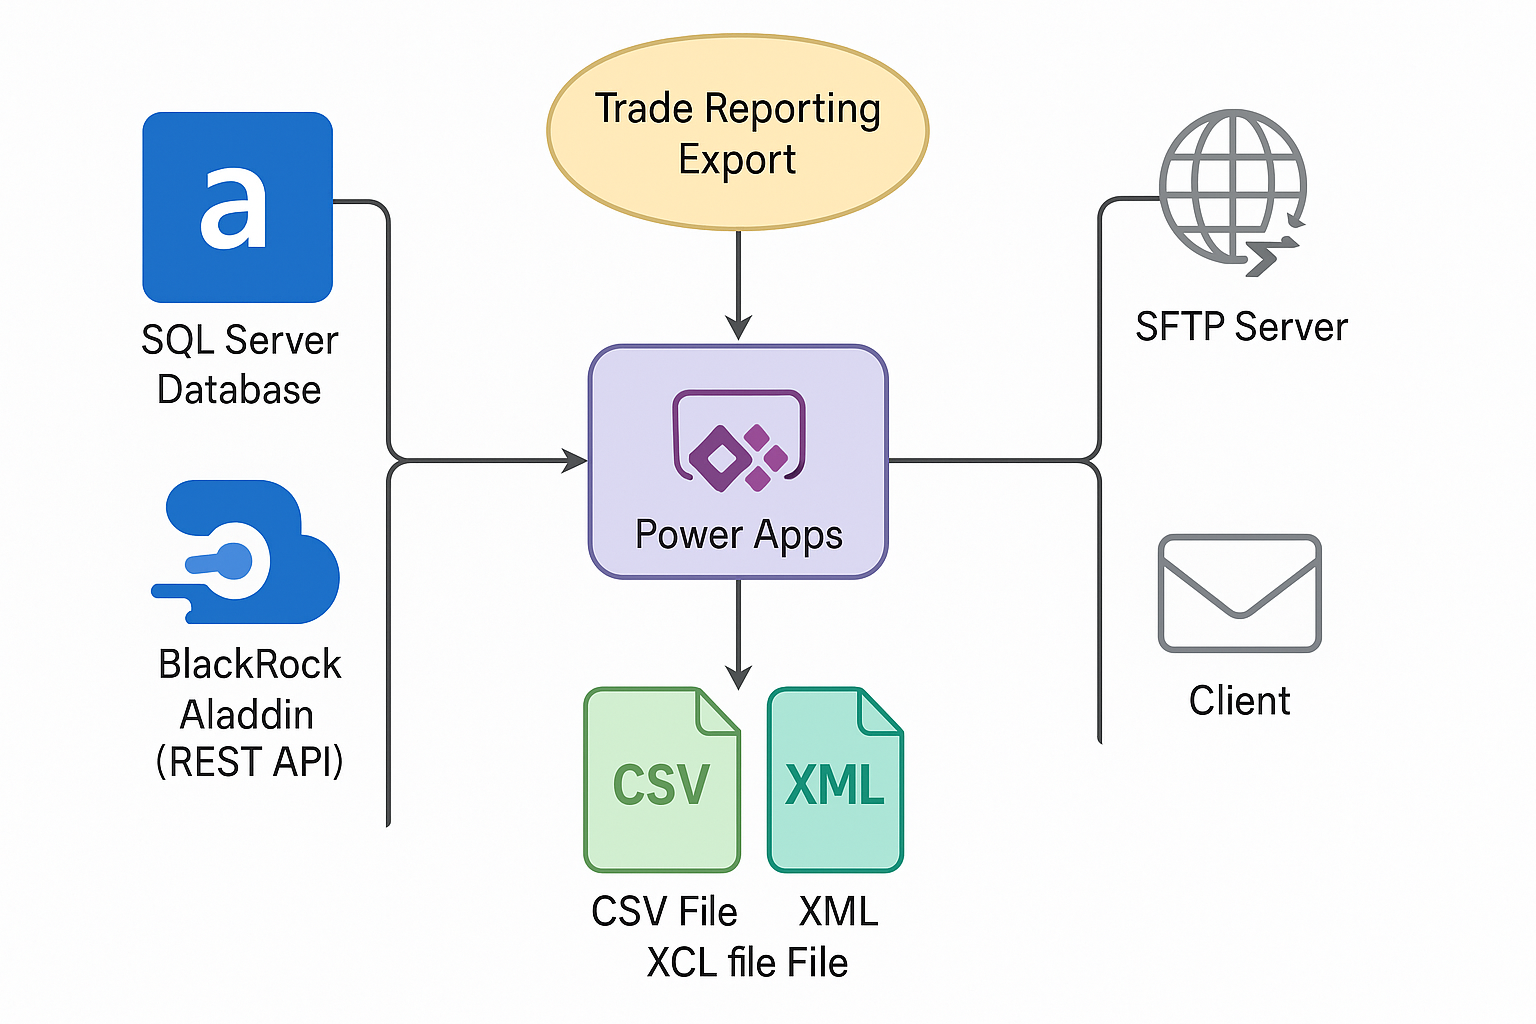 Trade Reporting
Export
a
SQL Server
Database
BlackRock
Aladdin
(REST API)
Power Apps
SFTP Server
Client
CSV
XML
CSV File
XML
XCL file File